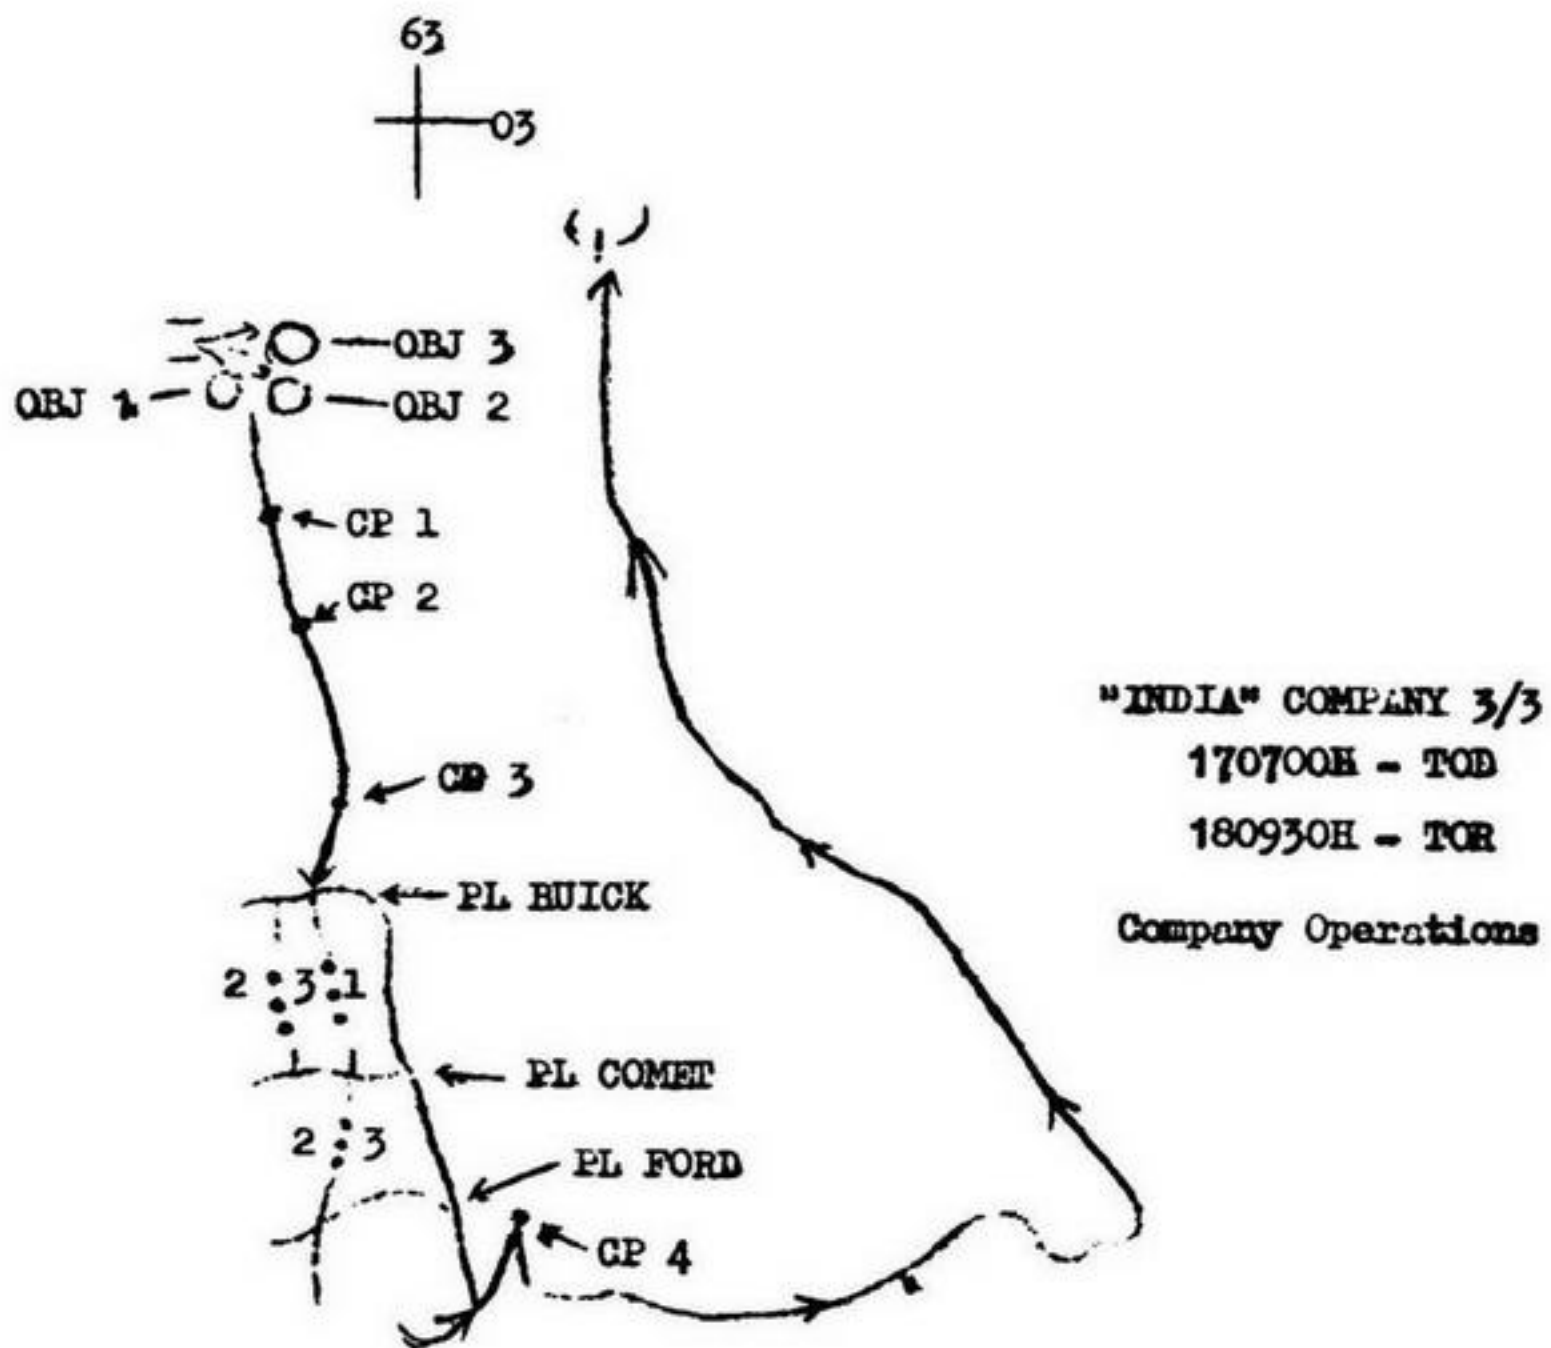 63
03
OBJ 3
OBJ 1
OBJ 2
CP 1
CP 2
"INDIA" COMPANY 3/3
170700H - TOD
CP 3
180930H - TOR
PL BUICK
Company Operations
2 3 1
PL COMET
2 3
PL FORD
CP 4